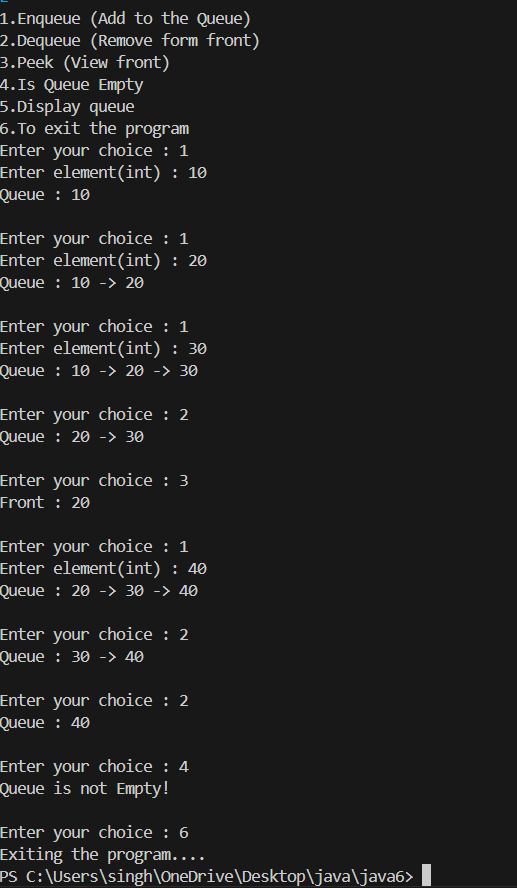 1.Enqueue (Add to the Queue)
2.Dequeue (Remove form front)
3.Peek (View front)
4.Is Queue Empty
5.Display queue
6.To exit the program
Enter your choice : 1
Enter element(int) : 10
Queue : 10
Enter your choice : 1
Enter element(int) : 20
Queue : 10 -> 20
Enter your choice : 1
Enter element(int) : 30
Queue : 10 -> 20 -> 30
Enter your choice : 2
Queue : 20 -> 30
Enter your choice : 3
Front : 20
Enter your choice : 1
Enter element(int) : 40
Queue : 20 -> 30 -> 40
Enter your choice : 2
Queue : 30 -> 40
Enter your choice : 2
Queue : 40
Enter your choice : 4
Queue is not Empty!
Enter your choice : 6
Exiting the program....
PS C:\Users\singh\OneDrive\Desktop\java\java6>